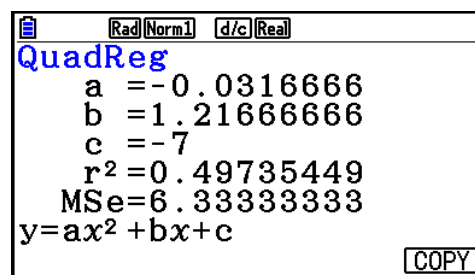 Rad Norm1 d/c Real
QuadReg
a =-0.0316666
b =1.21666666
c =-7
r²=0.49735449
MSe=6.33333333
y=ax²+bx+c
COPY